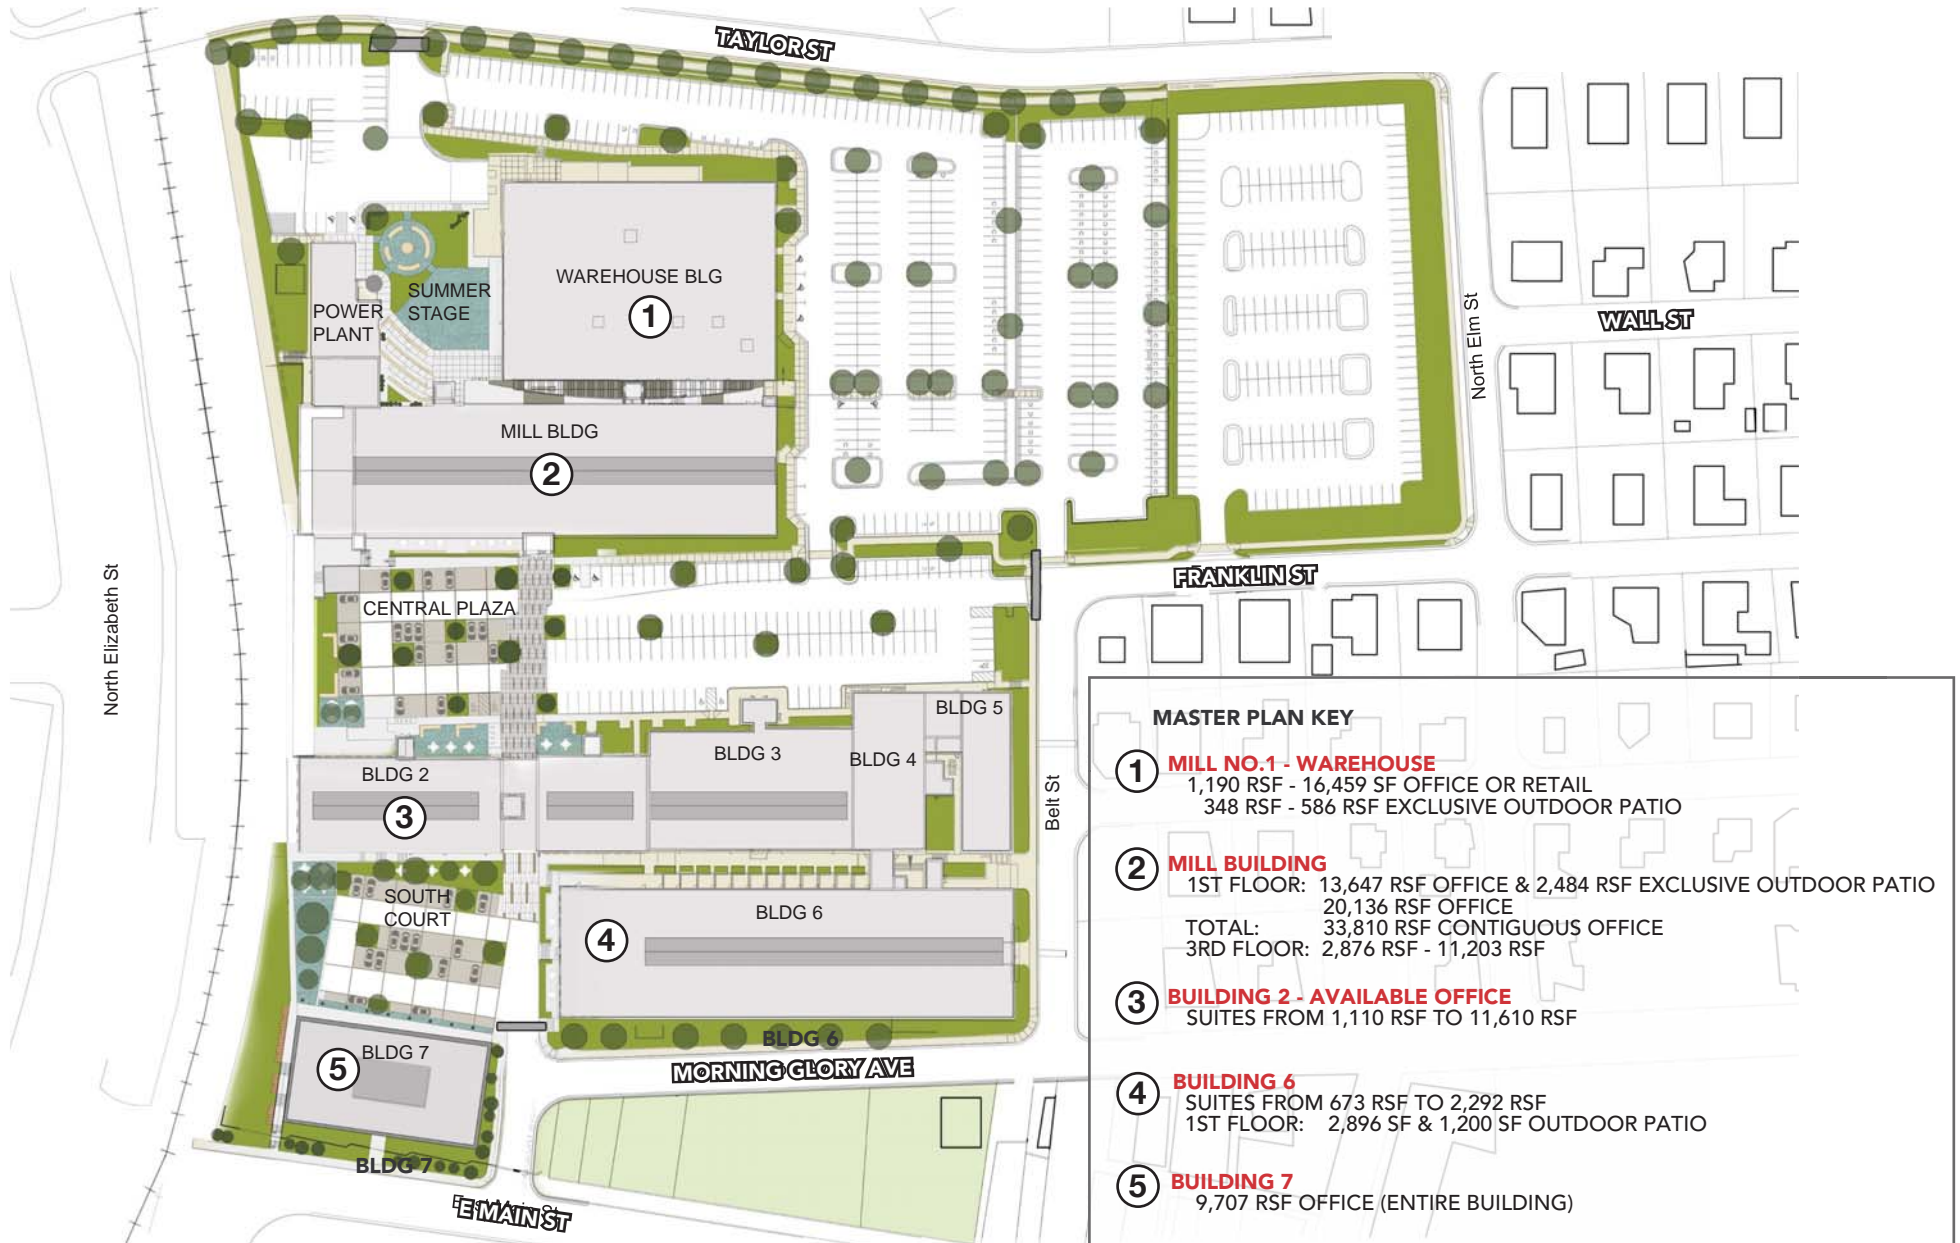 TAYLOR ST
WAREHOUSE BLG
1
SUMMER
STAGE
POWER
PLANT
North Elm St
WALL ST
MILL BLDG
2
North Elizabeth St
FRANKLIN ST
CENTRAL PLAZA
BLDG 5
BLDG 3
BLDG 4
BLDG 2
3
Belt St
SOUTH
COURT
BLDG 6
4
BLDG 6
MORNING GLORY AVE
BLDG 7
5
BLDG 7
E MAIN ST
MASTER PLAN KEY
1 MILL NO.1 - WAREHOUSE
1,190 RSF - 16,459 SF OFFICE OR RETAIL
348 RSF - 586 RSF EXCLUSIVE OUTDOOR PATIO
2 MILL BUILDING
1ST FLOOR: 13,647 RSF OFFICE & 2,484 RSF EXCLUSIVE OUTDOOR PATIO
20,136 RSF OFFICE
TOTAL: 33,810 RSF CONTIGUOUS OFFICE
3RD FLOOR: 2,876 RSF - 11,203 RSF
3 BUILDING 2 - AVAILABLE OFFICE
SUITES FROM 1,110 RSF TO 11,610 RSF
4 BUILDING 6
SUITES FROM 673 RSF TO 2,292 RSF
1ST FLOOR: 2,896 SF & 1,200 SF OUTDOOR PATIO
5 BUILDING 7
9,707 RSF OFFICE (ENTIRE BUILDING)